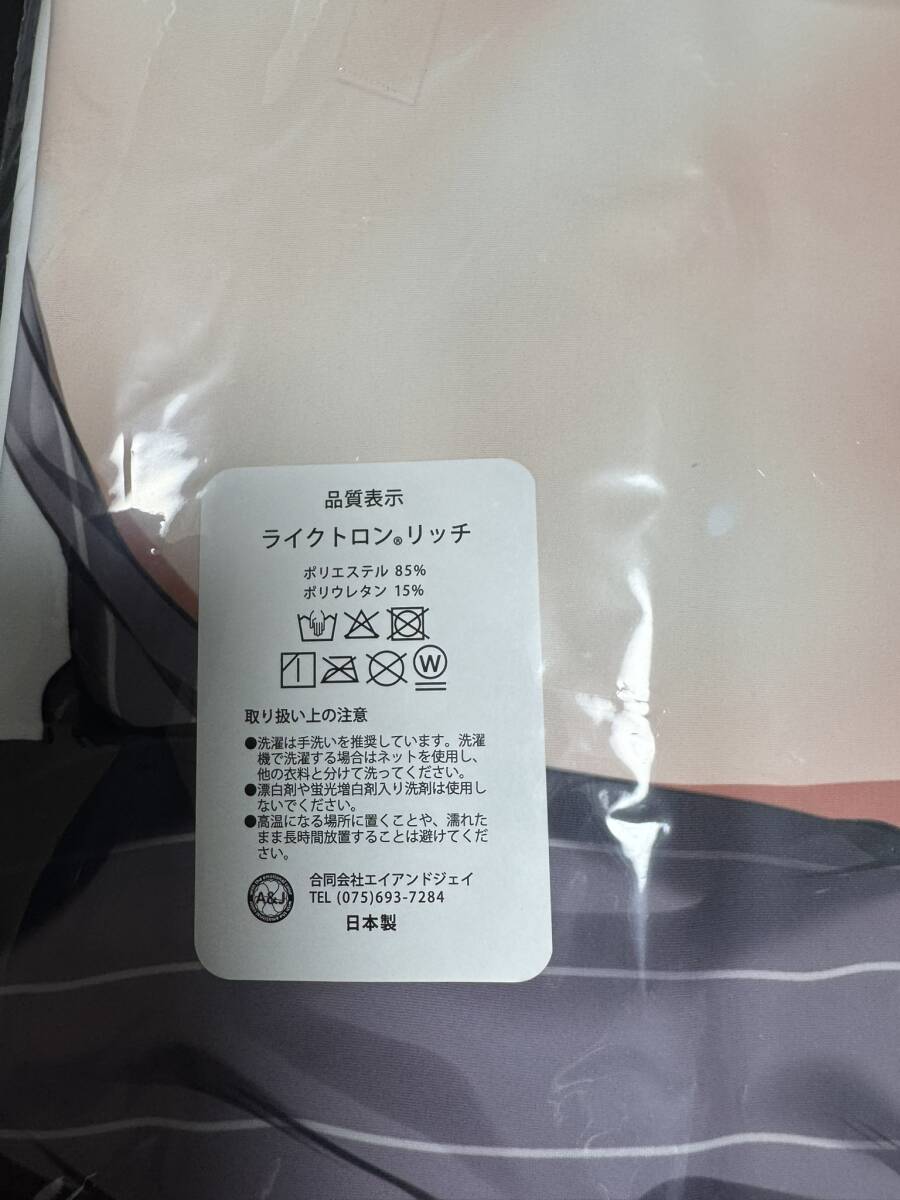 品質表示
ライクトロン®リッチ
ポリエステル 85%
ポリウレタン 15%
W
取り扱い上の注意
●洗濯は手洗いを推奨しています。洗濯
機で洗濯する場合はネットを使用し、
他の衣料と分けて洗ってください。
●漂白剤や蛍光増白剤入り洗剤は使用し
ないでください。
●高温になる場所に置くことや、濡れた
まま長時間放置することは避けてくだ
さい。
A&J
合同会社エイアンドジェイ
TEL (075)693-7284
日本製